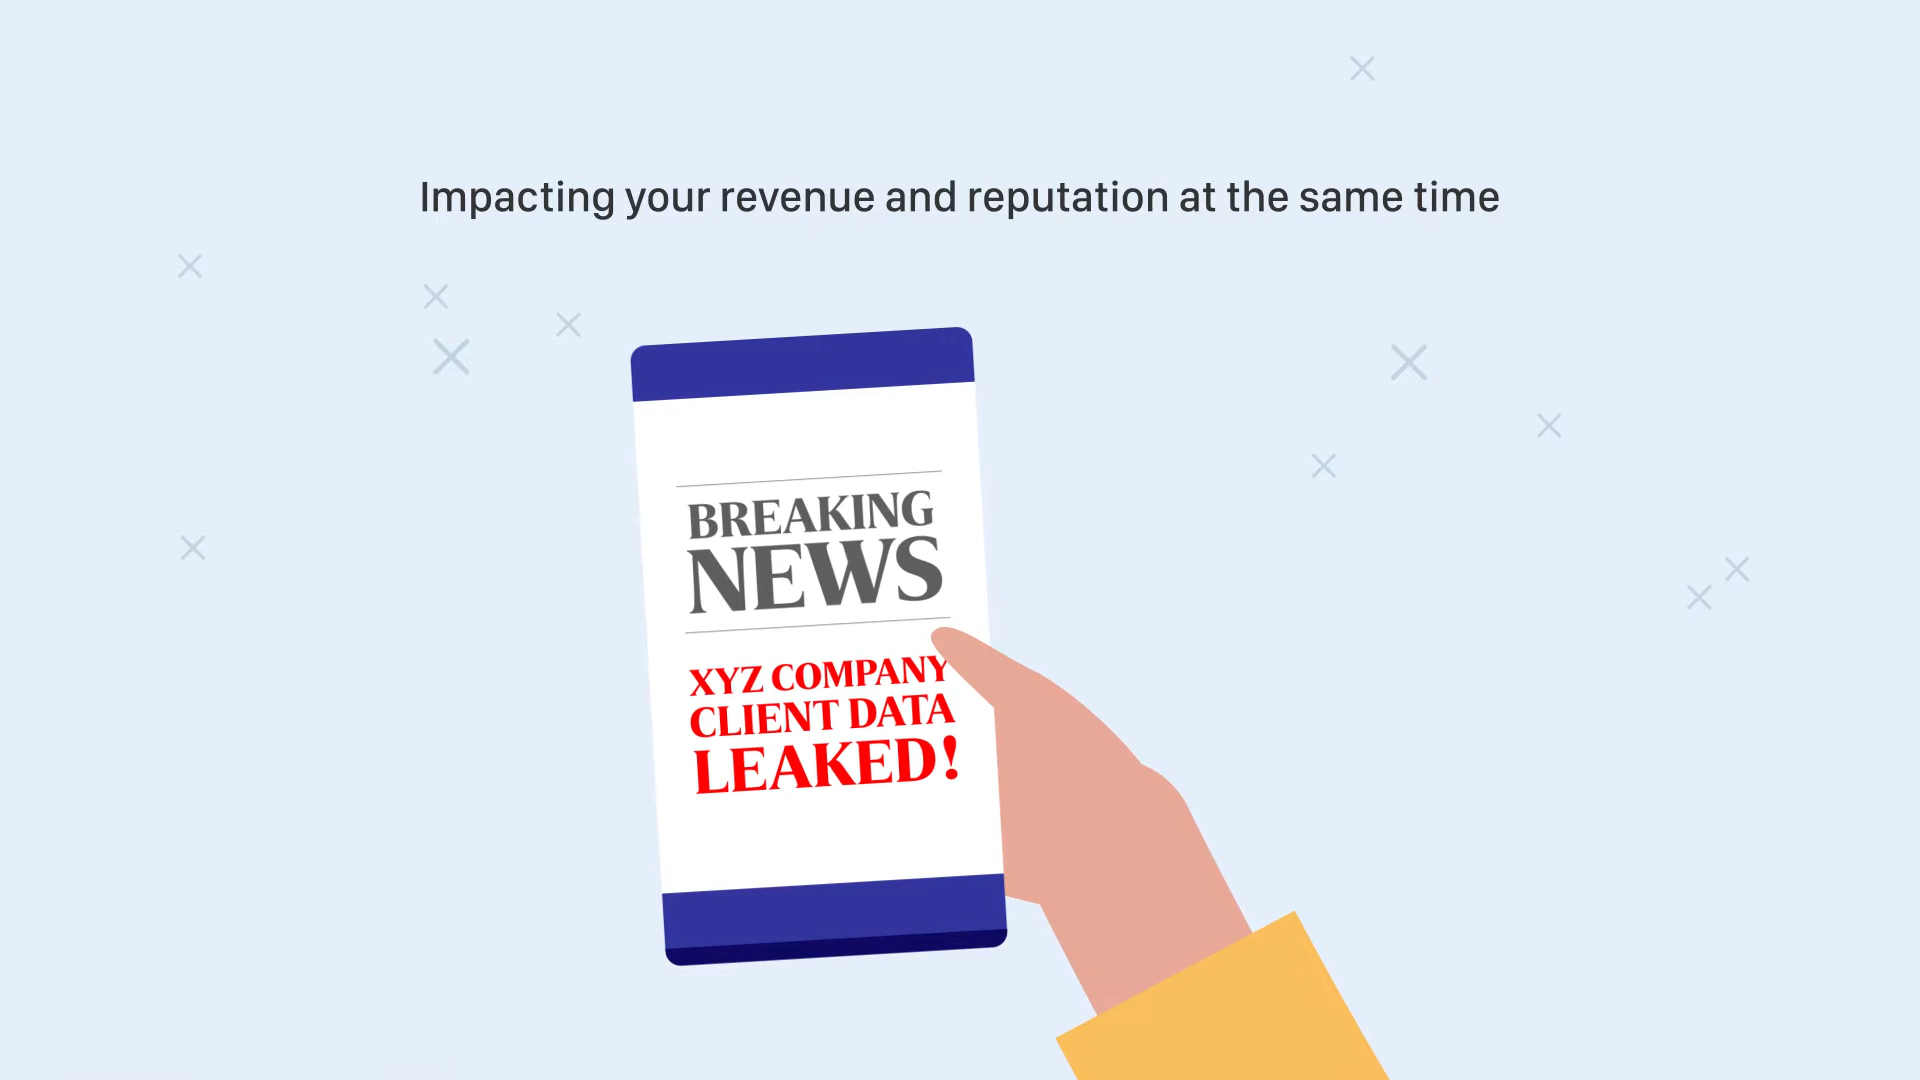 Impacting your revenue and reputation at the same time
BREAKING
NEWS
XYZ COMPANY
CLIENT DATA
LEAKED!